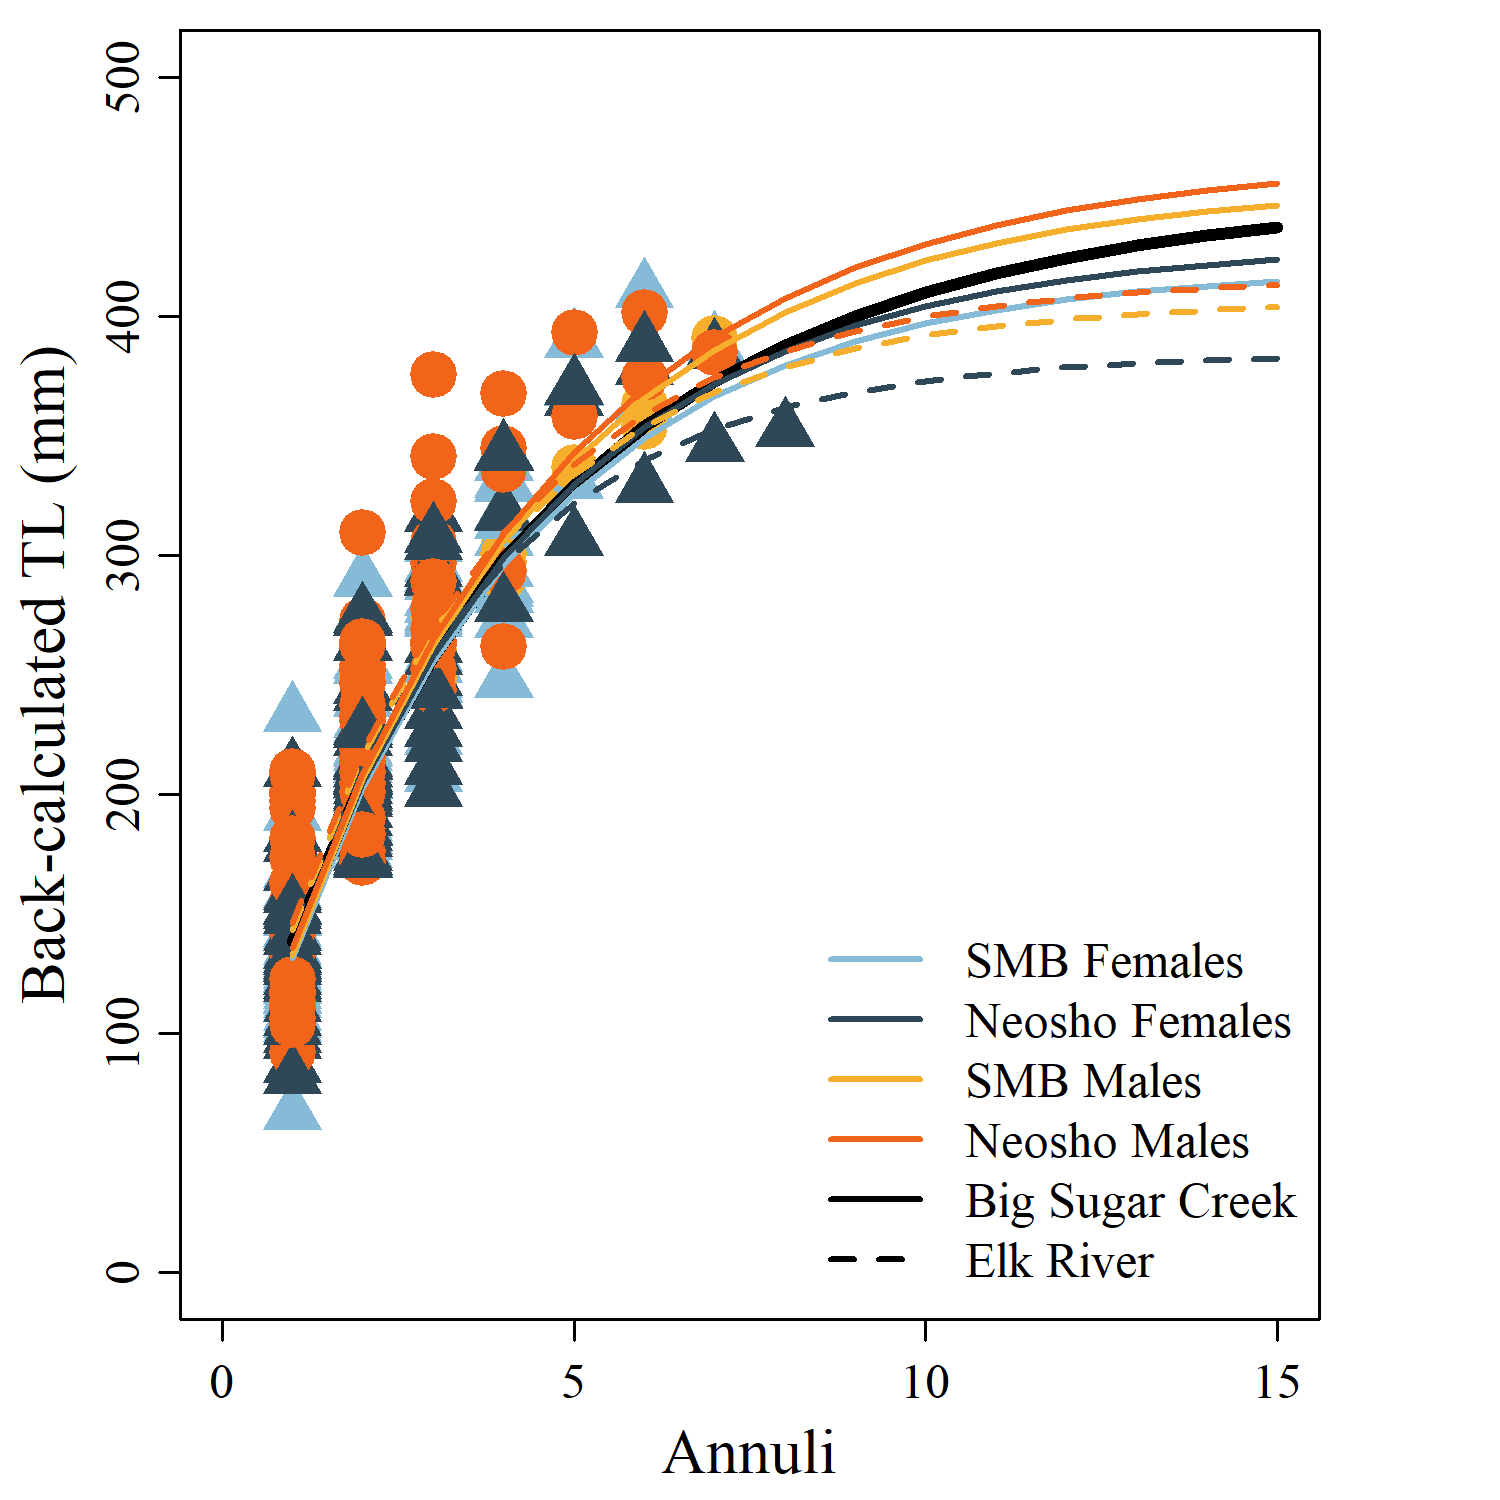 Back-calculated TL (mm)
500
400
300
200
100
0
SMB Females
Neosho Females
SMB Males
Neosho Males
Big Sugar Creek
Elk River
0 5 10 15
Annuli